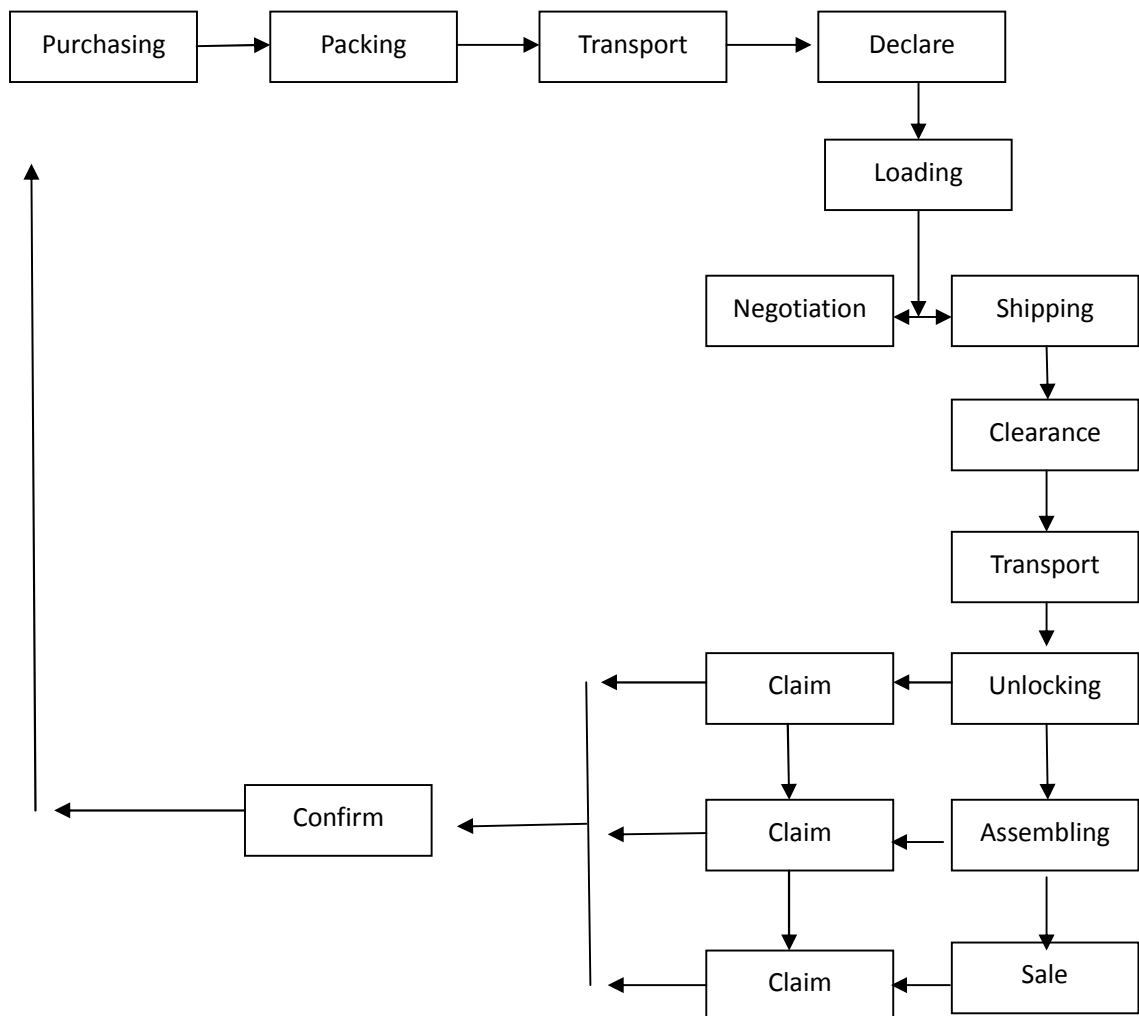 Purchasing
Packing
Transport
Declare
Loading
Negotiation
Shipping
Clearance
Transport
Claim
Unlocking
Confirm
Claim
Assembling
Claim
Sale